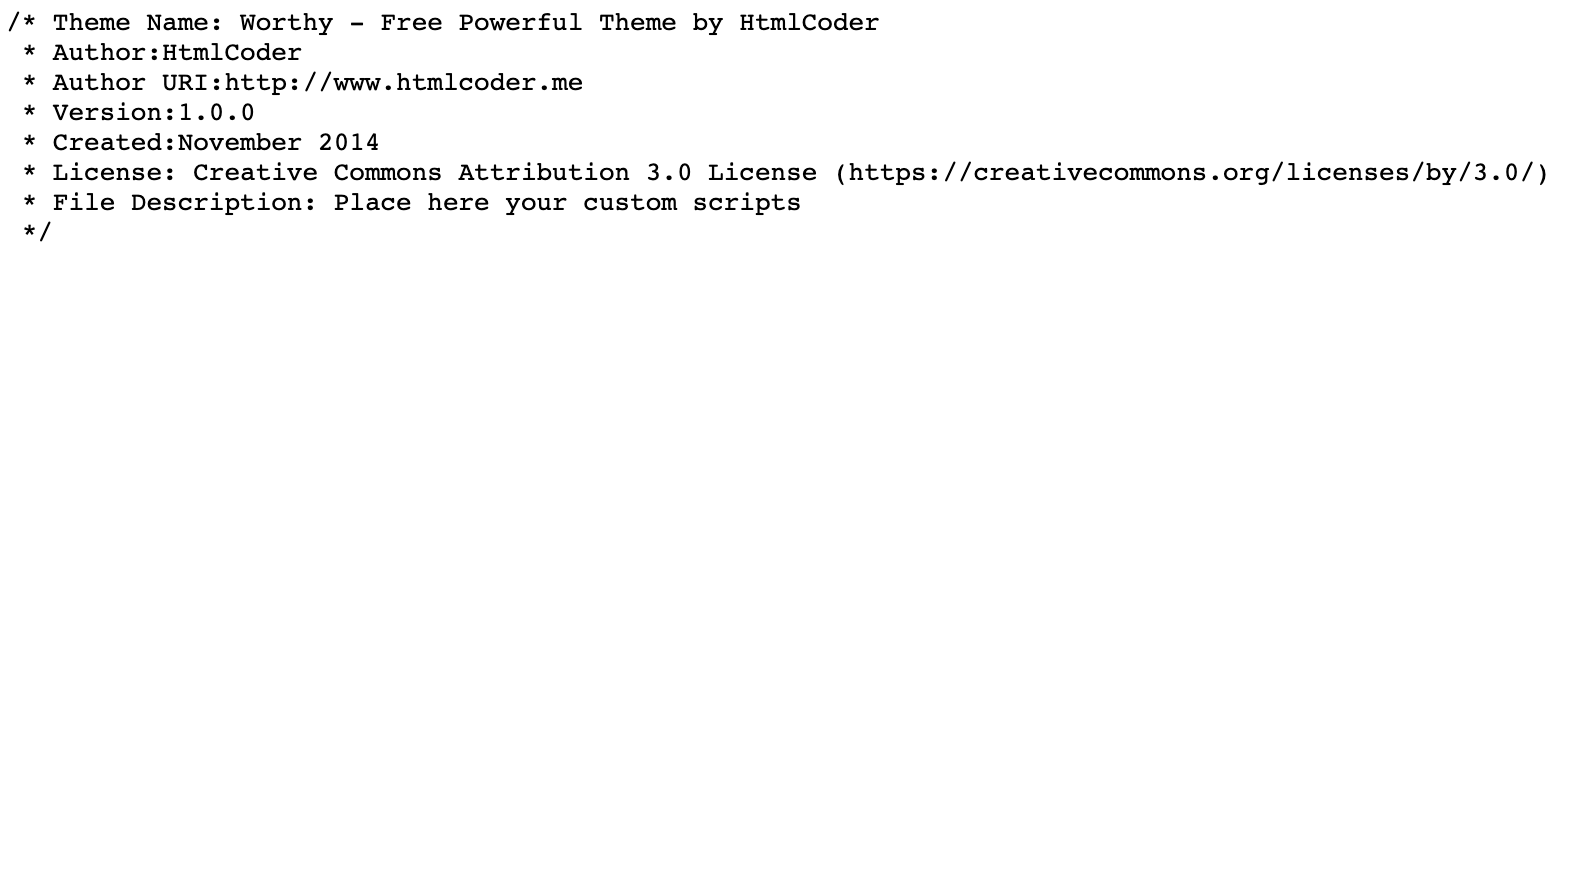 /* Theme Name: Worthy - Free Powerful Theme by HtmlCoder
 * Author:HtmlCoder
 * Author URI:http://www.htmlcoder.me
 * Version:1.0.0
 * Created:November 2014
 * License: Creative Commons Attribution 3.0 License (https://creativecommons.org/licenses/by/3.0/)
 * File Description: Place here your custom scripts
 */